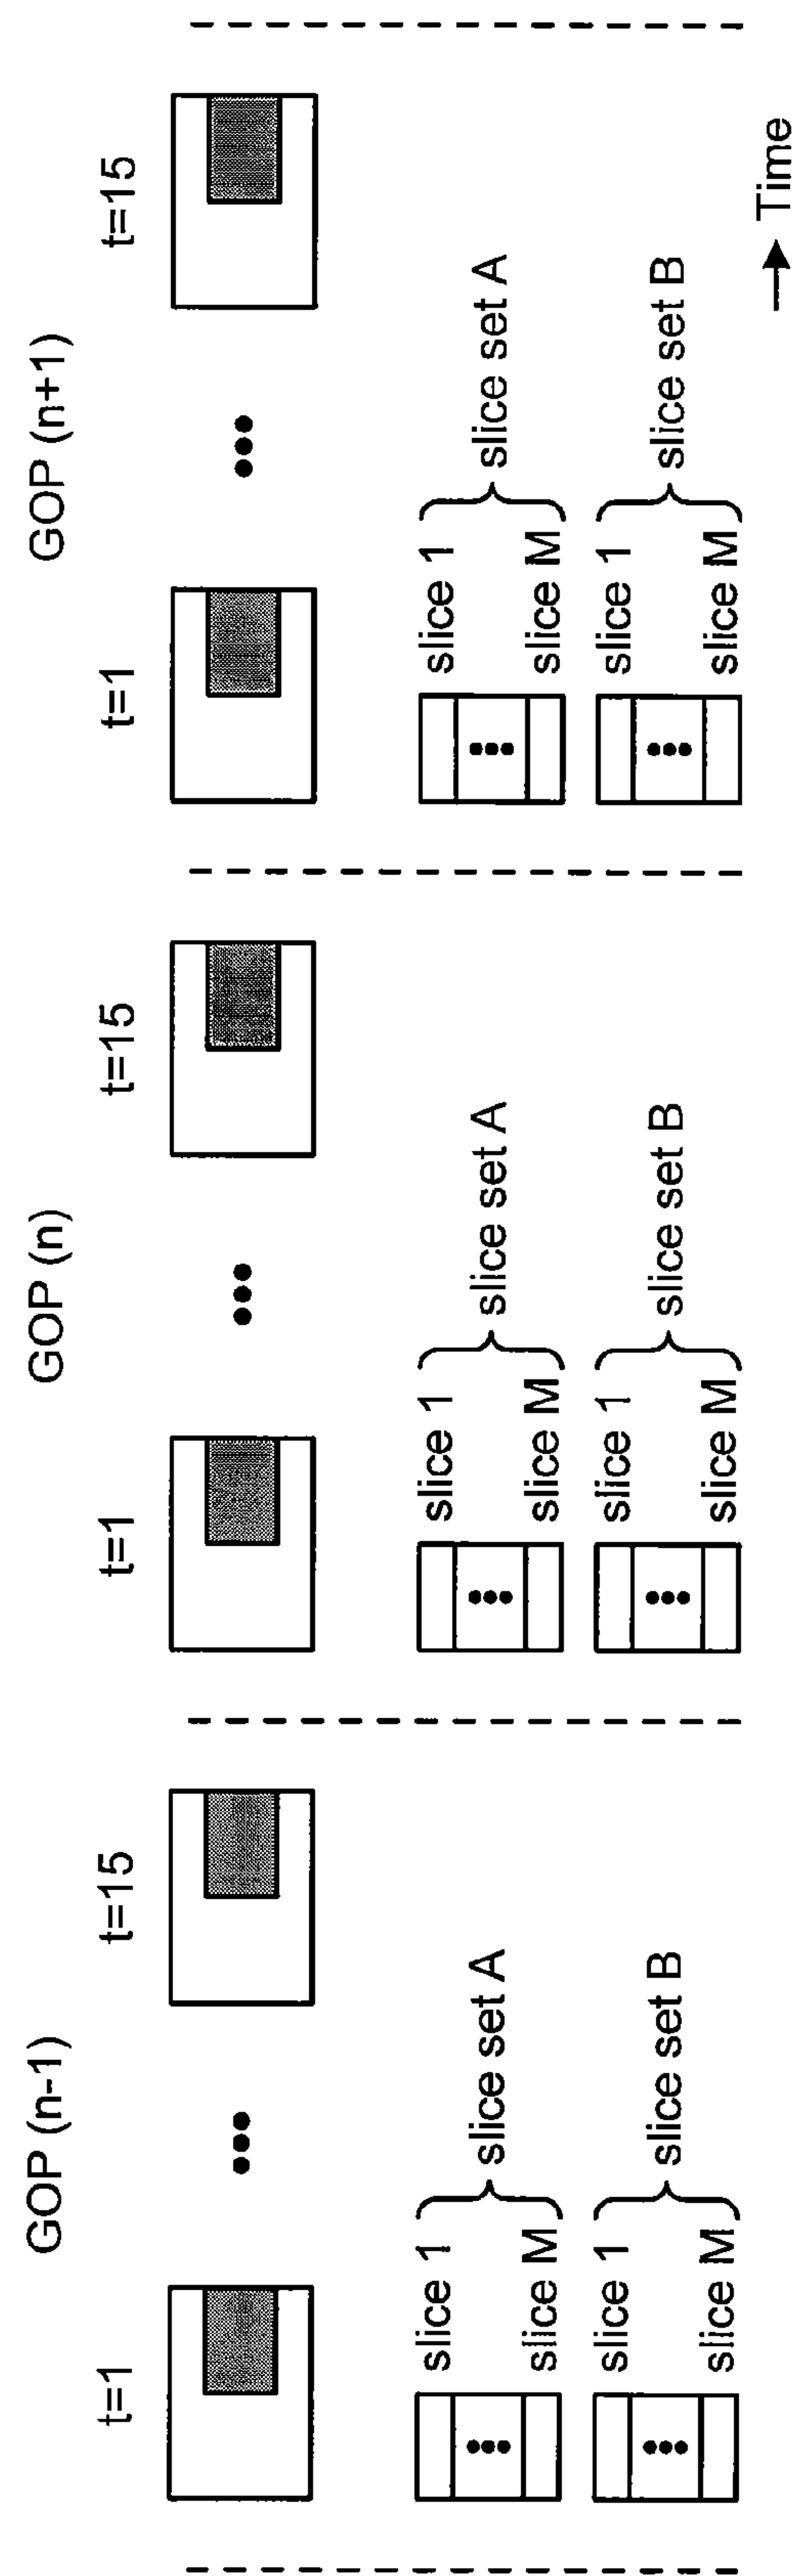 GOP (n-1)
GOP (n)
GOP (n+1)
t=1
t=15
t=1
t=15
t=1
t=15
slice 1
slice M
slice set A
slice 1
slice M
slice set A
slice 1
slice M
slice set A
slice 1
slice M
slice set B
slice 1
slice M
slice set B
slice 1
slice M
slice set B
Time